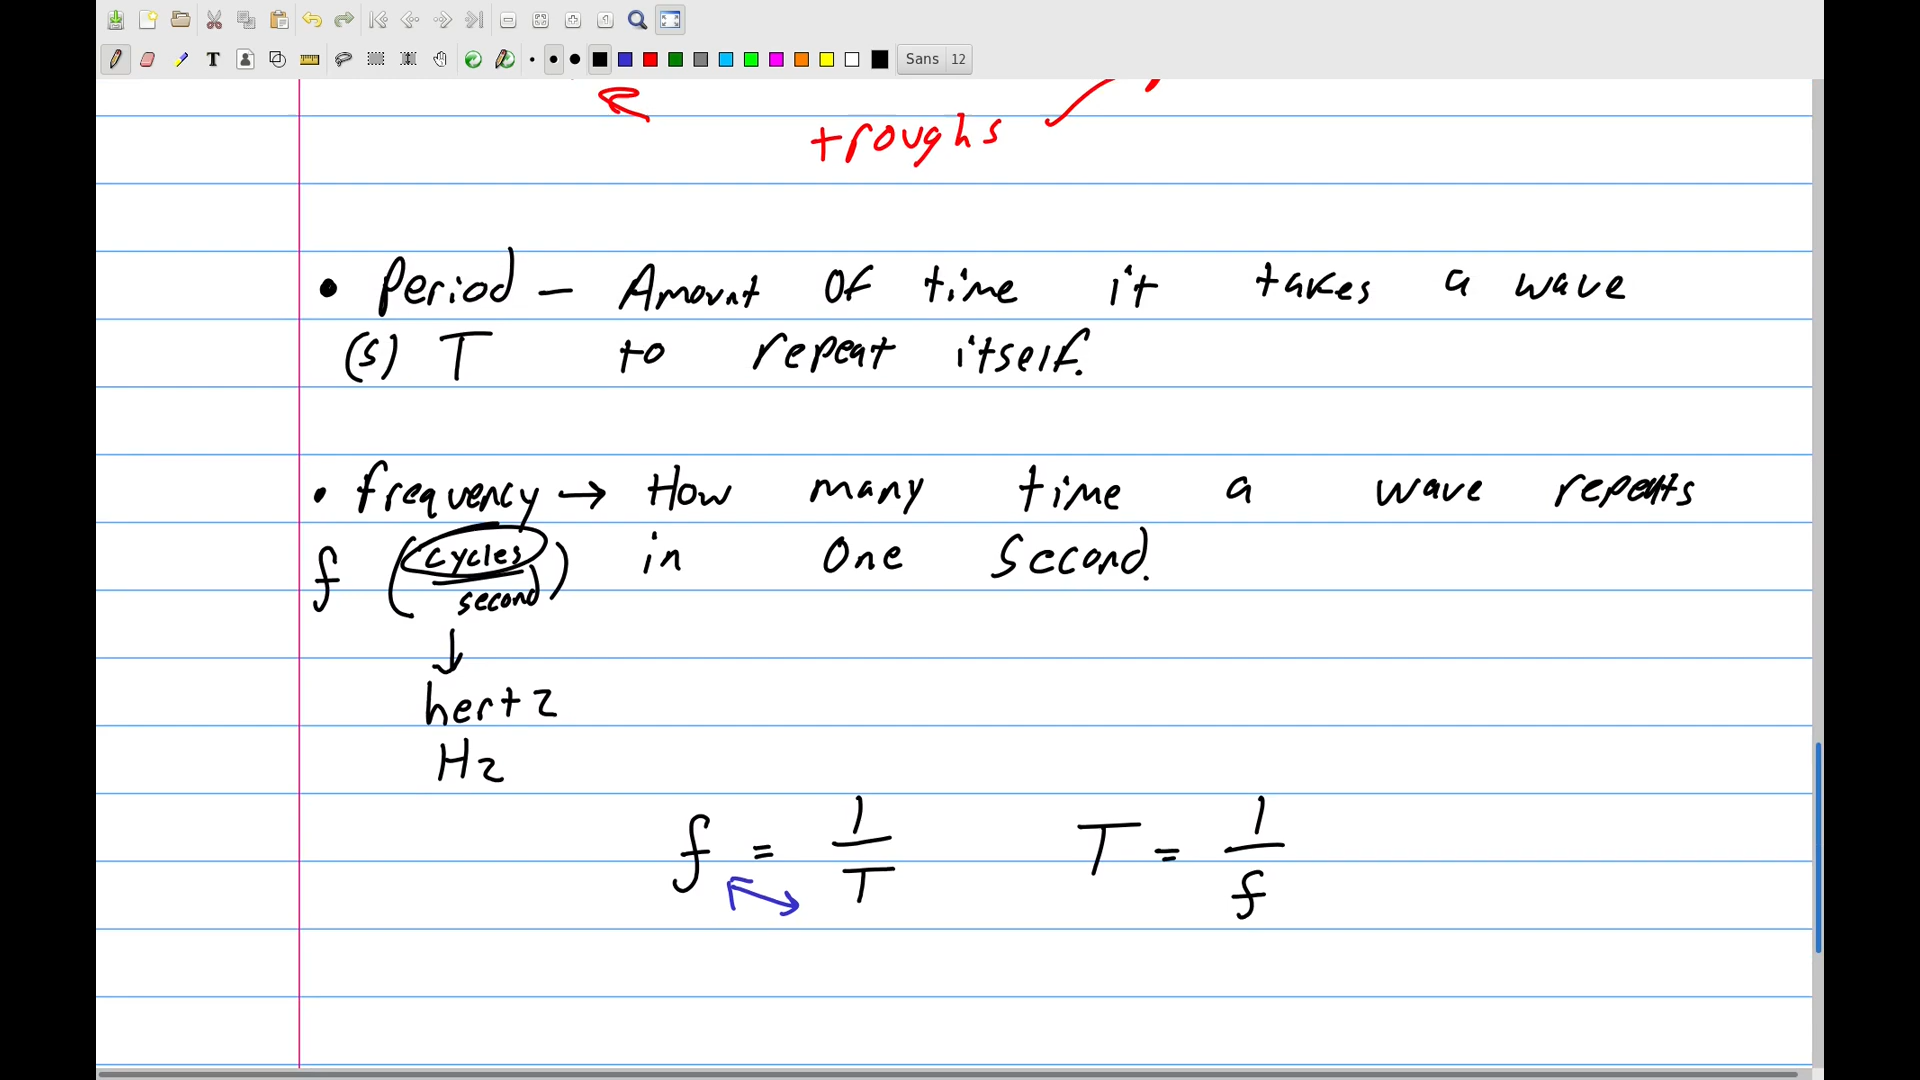 Sans 12
troughs
• Period – Amount of time it takes a wave
(s) T to repeat itself.
• frequency → How many time a wave repeats
f (cycles/second) in one second.
↓
hertz
Hz
f = 1/T T = 1/f